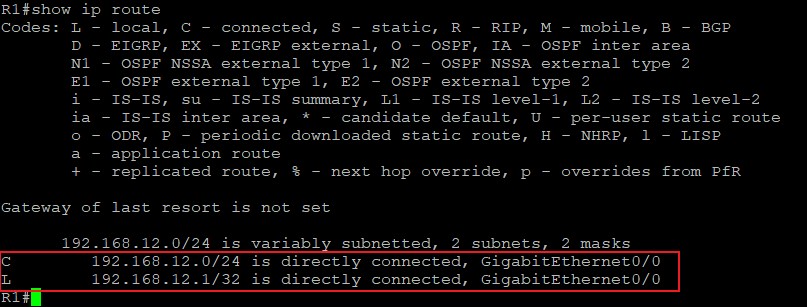 R1#show ip route
Codes: L - local, C - connected, S - static, R - RIP, M - mobile, B - BGP
D - EIGRP, EX - EIGRP external, O - OSPF, IA - OSPF inter area
N1 - OSPF NSSA external type 1, N2 - OSPF NSSA external type 2
E1 - OSPF external type 1, E2 - OSPF external type 2
i - IS-IS, su - IS-IS summary, L1 - IS-IS level-1, L2 - IS-IS level-2
ia - IS-IS inter area, * - candidate default, U - per-user static route
o - ODR, P - periodic downloaded static route, H - NHRP, l - LISP
a - application route
+ - replicated route, % - next hop override, p - overrides from PfR
Gateway of last resort is not set
192.168.12.0/24 is variably subnetted, 2 subnets, 2 masks
C 192.168.12.0/24 is directly connected, GigabitEthernet0/0
L 192.168.12.1/32 is directly connected, GigabitEthernet0/0
R1#